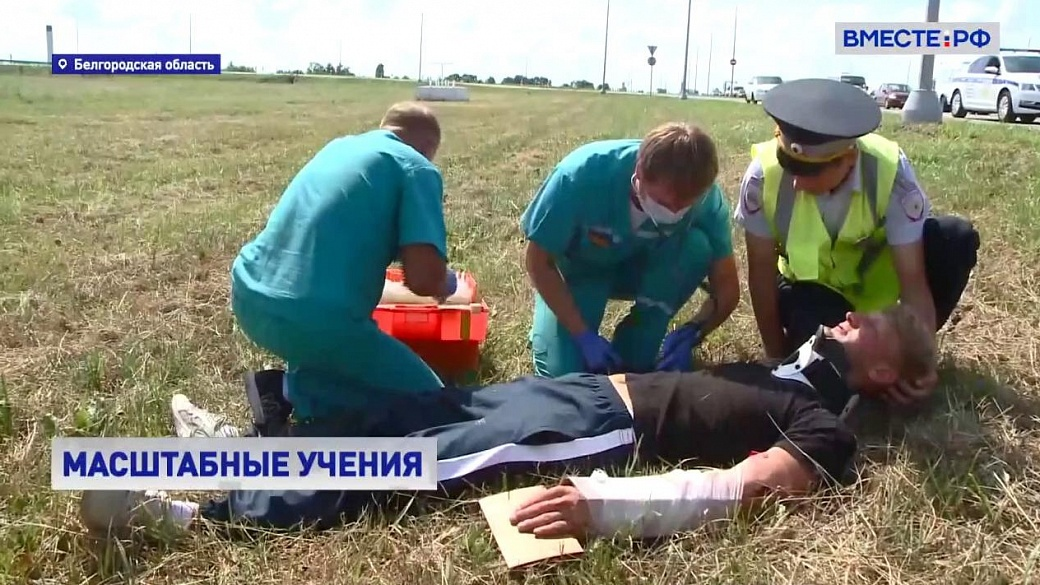 Белгородская область
ВМЕСТЕ:РФ
МАСШТАБНЫЕ УЧЕНИЯ